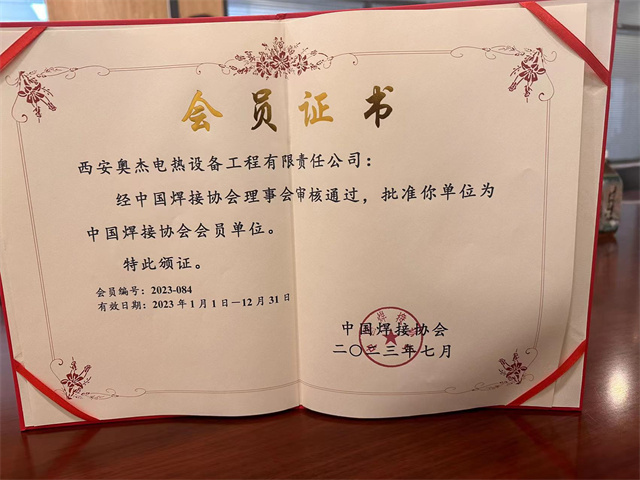 会员证书
西安奥杰电热设备工程有限责任公司：
经中国焊接协会理事会审核通过，批准你单位为
中国焊接协会会员单位。
特此颁证。
会员编号：2023-084
有效日期：2023年1月1日—12月31日
中国焊接协会
二〇二三年七月